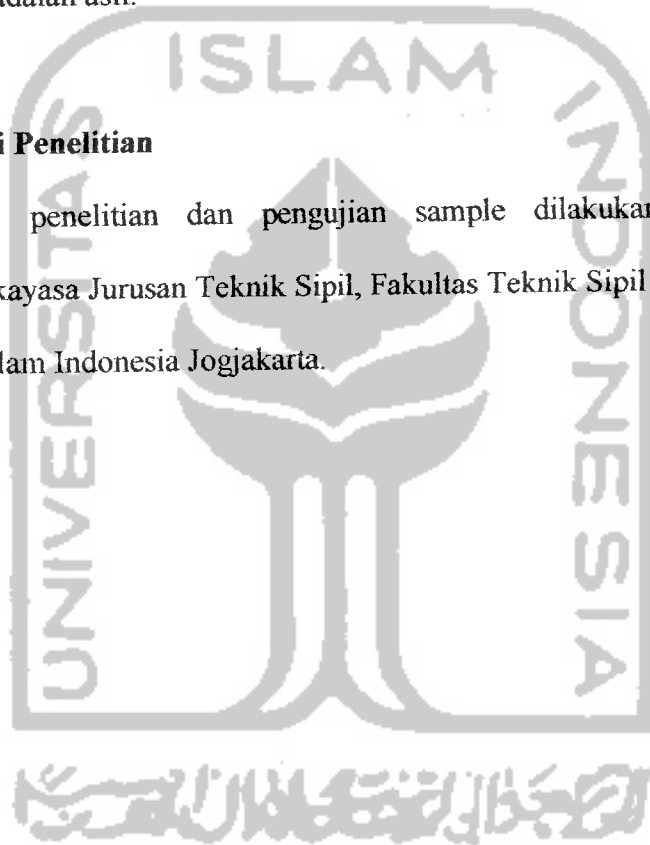 adalah asli.
ISLAM
i Penelitian
penelitian dan pengujian sample dilakukan
kayasa Jurusan Teknik Sipil, Fakultas Teknik Sipil
lam Indonesia Jogjakarta.
UNIVERSITAS
INDONESIA